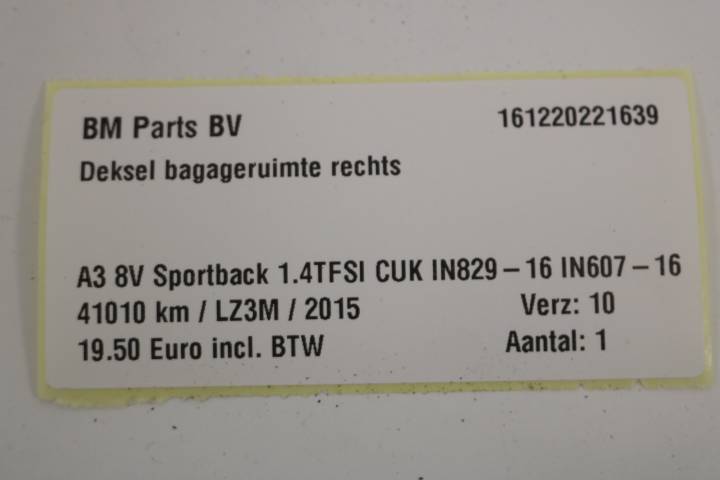 BM Parts BV 161220221639
Deksel bagageruimte rechts
A3 8V Sportback 1.4TFSI CUK IN829 – 16 IN607 – 16
41010 km / LZ3M / 2015 Verz: 10
19.50 Euro incl. BTW Aantal: 1